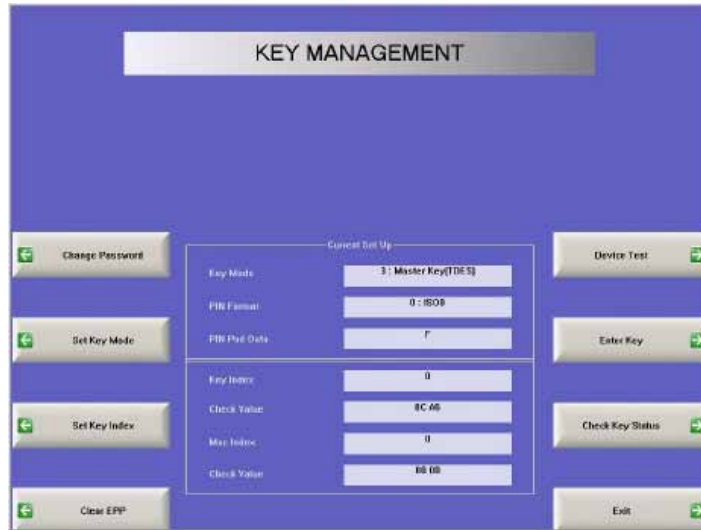 KEY MANAGEMENT
Current Set Up
Change Password
Device Test
Key Mode
3 : Master Key(TDES)
PIN Format
0 : ISO0
Set Key Mode
PIN Pad Data
F
Enter Key
Key Index
0
Set Key Index
Check Value
Check Key Status
Mac Index
0
Check Value
Clear EPP
Exit